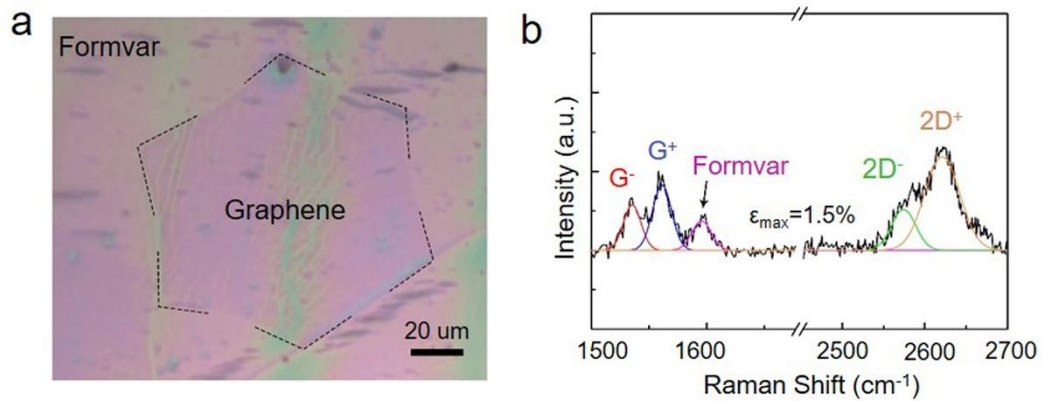 a
Formvar
Graphene
20 um
b
Intensity (a.u.)
G⁻
G⁺
Formvar
ε_max=1.5%
2D⁻
2D⁺
1500
1600
2500
2600
2700
Raman Shift (cm⁻¹)